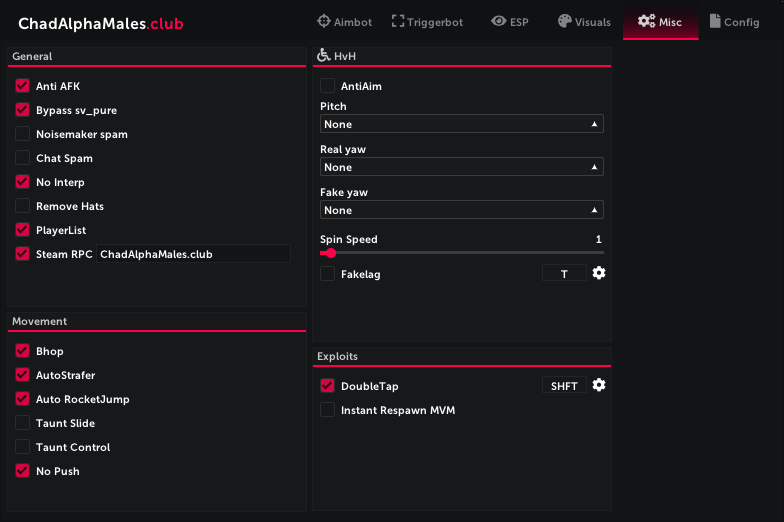 ChadAlphaMales.club
Aimbot
Triggerbot
ESP
Visuals
Misc
Config
General
Anti AFK
Bypass sv_pure
Noisemaker spam
Chat Spam
No Interp
Remove Hats
PlayerList
Steam RPC ChadAlphaMales.club
Movement
Bhop
AutoStrafer
Auto RocketJump
Taunt Slide
Taunt Control
No Push
HvH
AntiAim
Pitch
None
Real yaw
None
Fake yaw
None
Spin Speed 1
Fakelag T
Exploits
DoubleTap SHFT
Instant Respawn MVM